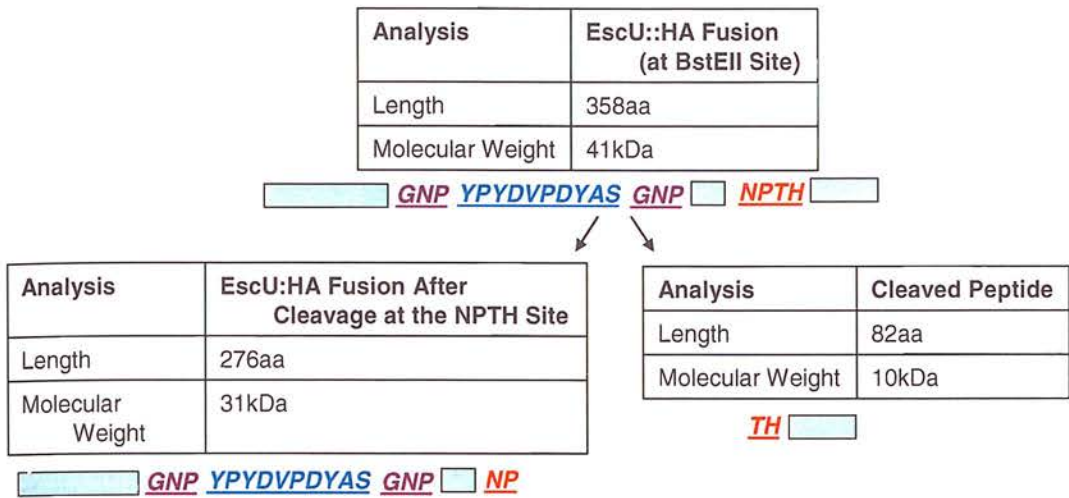 Analysis EscU::HA Fusion
(at BstEII Site)
Length 358aa
Molecular Weight 41kDa
GNP YPYDVPDYAS GNP NPTH
Analysis EscU:HA Fusion After
Cleavage at the NPTH Site
Length 276aa
Molecular 31kDa
Weight
GNP YPYDVPDYAS GNP NP
Analysis Cleaved Peptide
Length 82aa
Molecular Weight 10kDa
TH